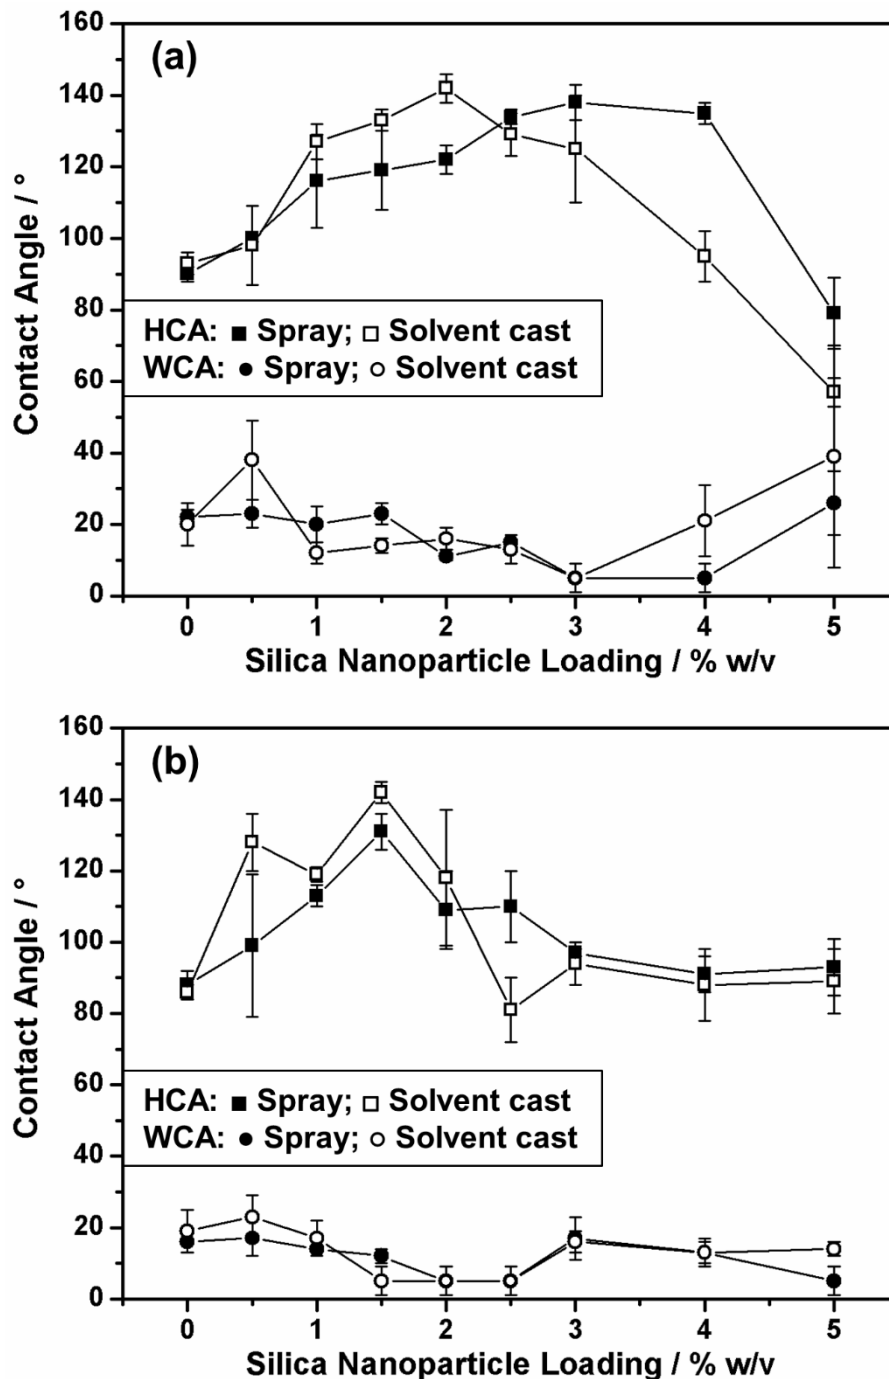 (a)
160
140
120
100
80
60
40
20
0
Contact Angle / °
HCA: ■ Spray; □ Solvent cast
WCA: ● Spray; ○ Solvent cast
0 1 2 3 4 5
Silica Nanoparticle Loading / % w/v
(b)
160
140
120
100
80
60
40
20
0
Contact Angle / °
HCA: ■ Spray; □ Solvent cast
WCA: ● Spray; ○ Solvent cast
0 1 2 3 4 5
Silica Nanoparticle Loading / % w/v